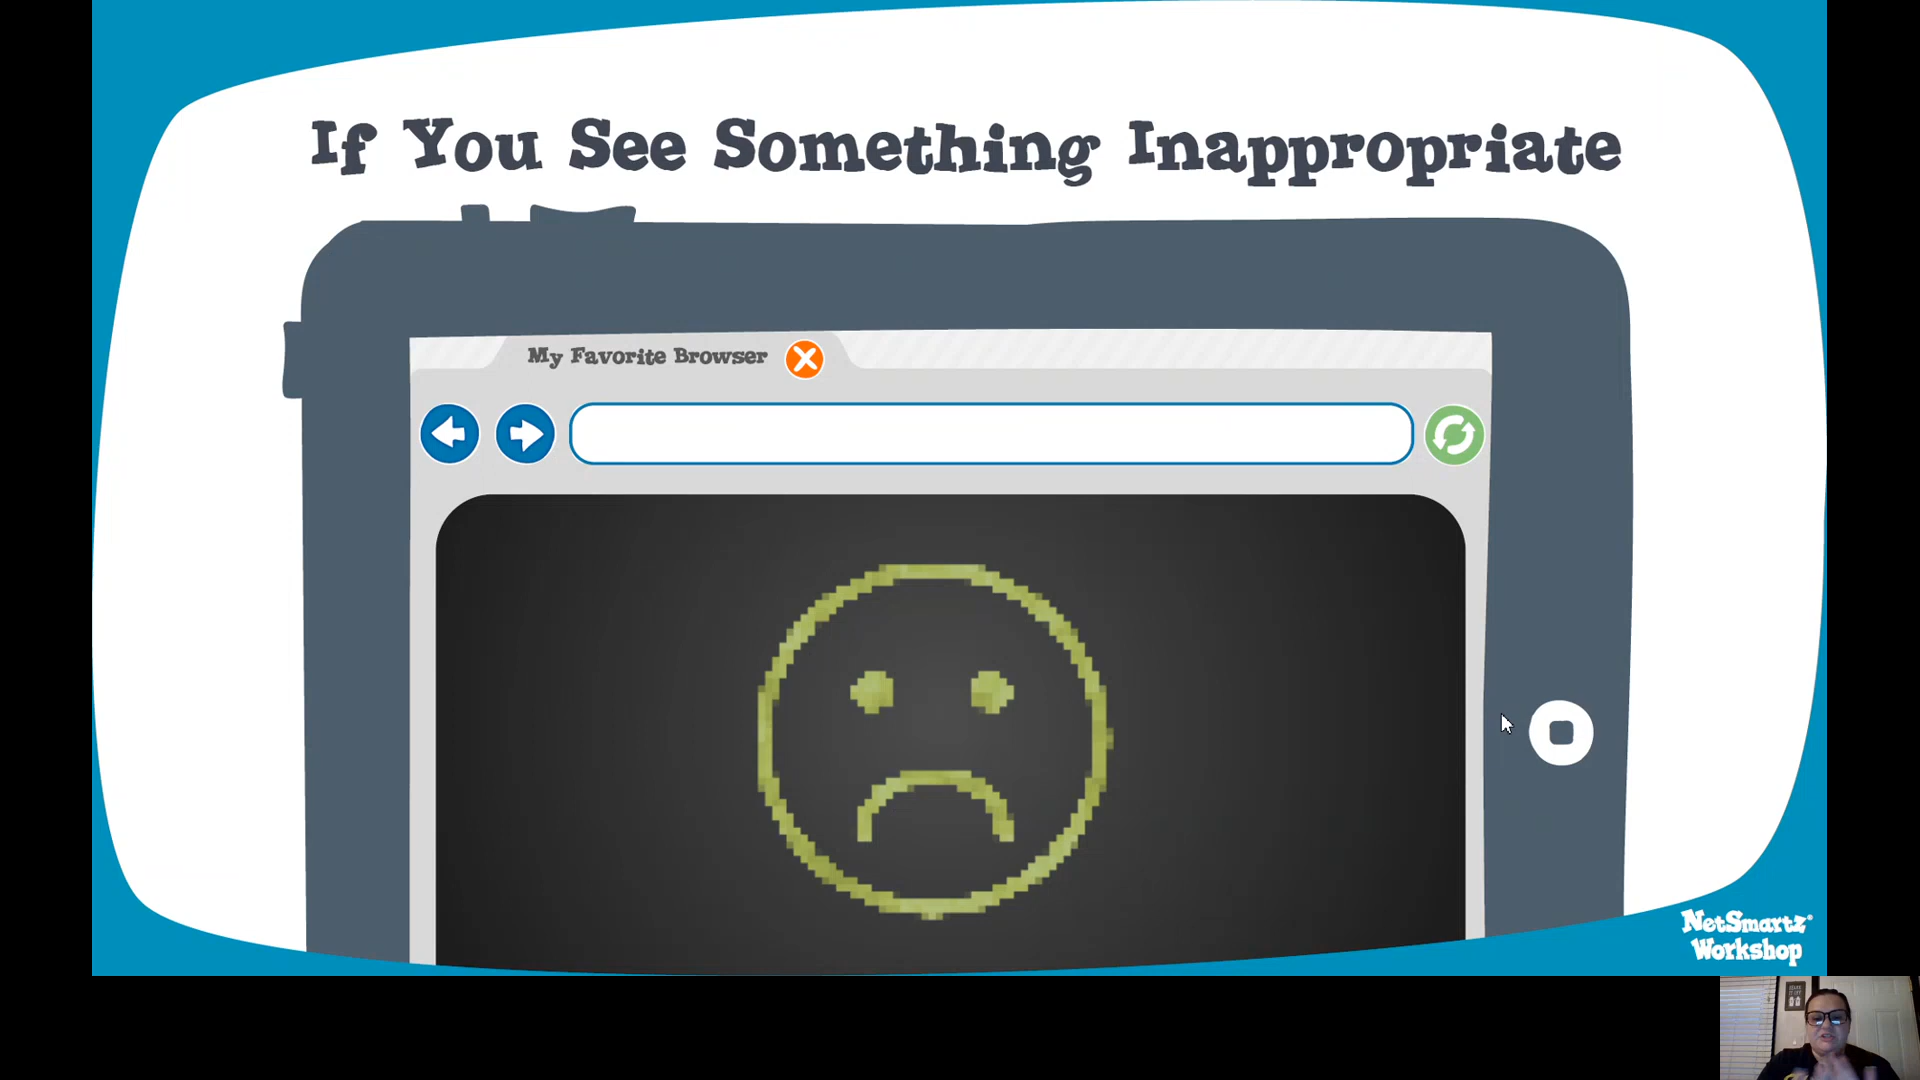 If You See Something Inappropriate
My Favorite Browser
NetSmartz®
Workshop